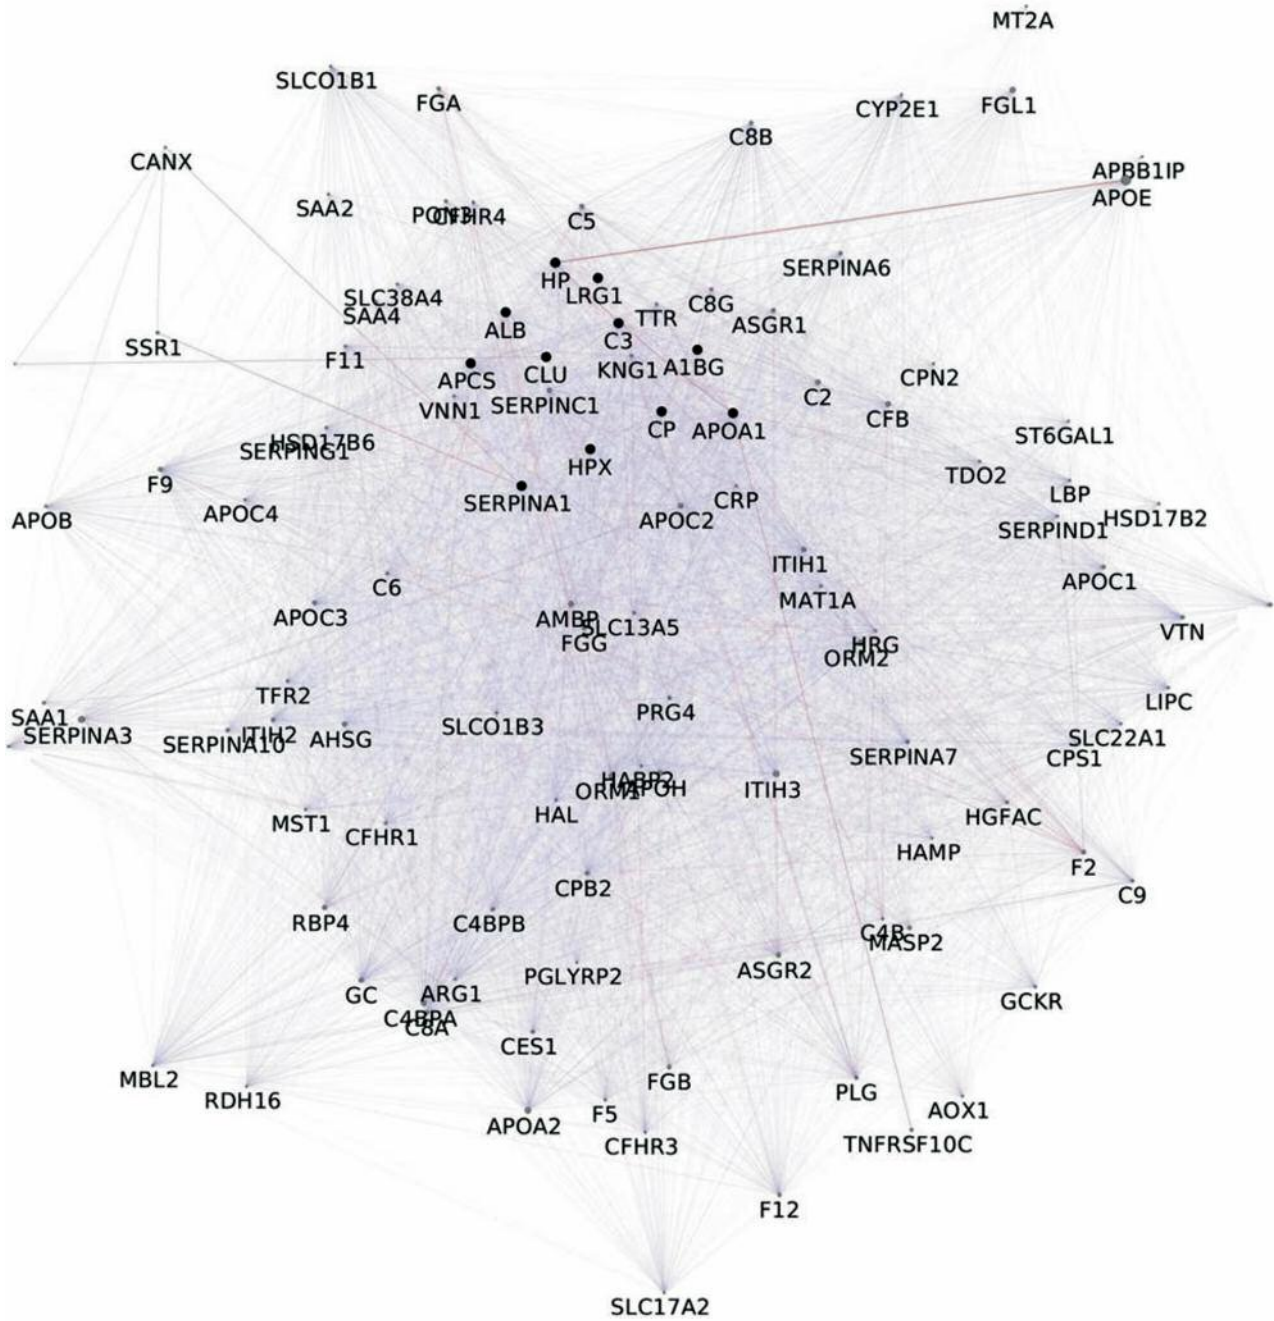 MT2A
SLCO1B1
FGA
CYP2E1
FGL1
C8B
CANX
APBB1IP
APOE
SAA2
PON3
CFHR4
C5
SERPINA6
HP
LRG1
SLC38A4
SAA4
C8G
TTR
ASGR1
ALB
C3
SSR1
F11
KNG1
A1BG
APCS
CLU
CPN2
VNN1
SERPINC1
C2
CFB
CP
APOA1
ST6GAL1
HSD17B6
SERPING1
HPX
TDO2
F9
LBP
SERPINA1
CRP
APOB
APOC4
APOC2
HSD17B2
SERPIND1
ITIH1
C6
APOC1
MAT1A
APOC3
AMBP
SLC13A5
FGG
VTN
HRG
ORM2
TFR2
LIPC
SAA1
PRG4
SLCO1B3
SERPINA3
SERPINA10
ITIH2
AHSG
SLC22A1
SERPINA7
CPS1
HABP2
ORM1
APOH
ITIH3
HAL
HGFAC
MST1
CFHR1
HAMP
F2
CPB2
C9
RBP4
C4BPB
C4B
MASP2
PGLYRP2
ASGR2
GC
ARG1
GCKR
C4BPA
C8A
CES1
MBL2
FGB
RDH16
PLG
AOX1
F5
APOA2
CFHR3
TNFRSF10C
F12
SLC17A2